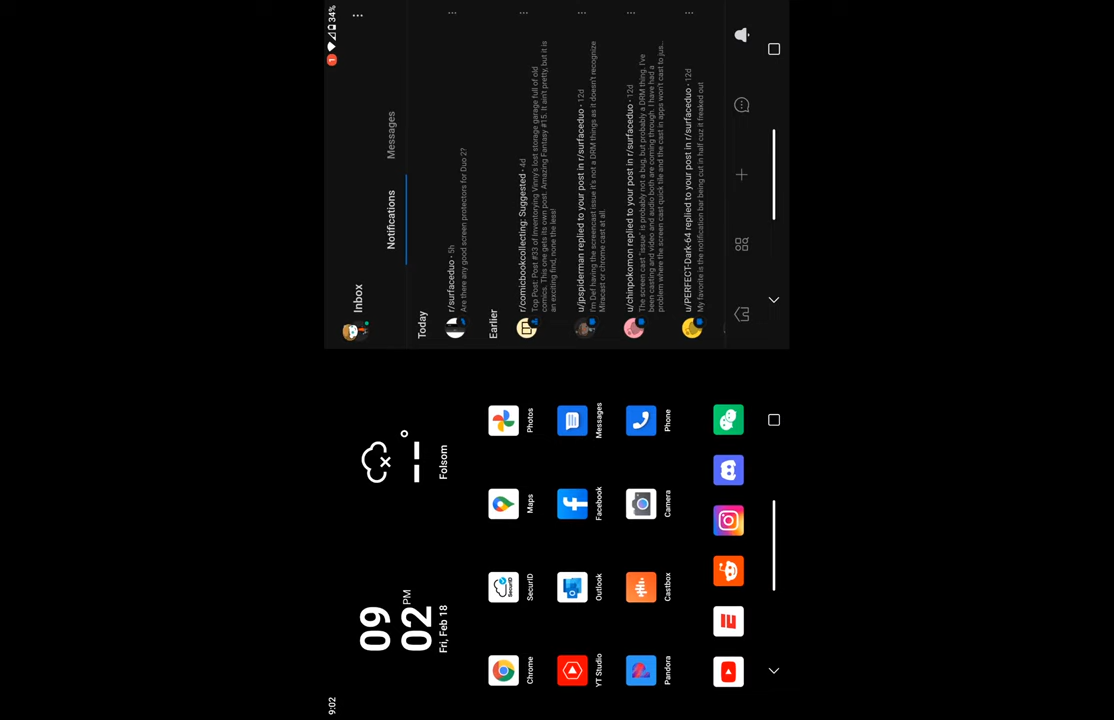 9:02
09
02 PM
Fri, Feb 18
Folsom
Chrome
SecurID
Maps
Photos
YT Studio
Outlook
Facebook
Messages
Pandora
Castbox
Camera
Phone
1
34%
Inbox
Notifications
Messages
Today
r/surfaceduo • 5h
Are there any good screen protectors for Duo 2?
Earlier
r/comicbookcollecting: Suggested • 4d
Top Post: Post #33 of Inventorying Vinny's lost storage garage full of old
comics. This one gets its own post. Amazing Fantasy #15. It ain't pretty, but it is
an exciting find, none the less!
u/jpspiderman replied to your post in r/surfaceduo • 12d
I'm Def having the screencast issue it's not a DRM things as it doesn't recognize
Miracast or chrome cast at all.
u/chinpokomon replied to your post in r/surfaceduo • 12d
The screen cast "issue" is probably not a bug, but probably a DRM thing. I've
been casting and video and audio both are coming through. I have had a
problem where the screen cast quick tile and the cast in apps won't cast to jus...
u/PERFECT-Dark-64 replied to your post in r/surfaceduo • 12d
My favorite is the notification bar being cut in half cuz it freaked out